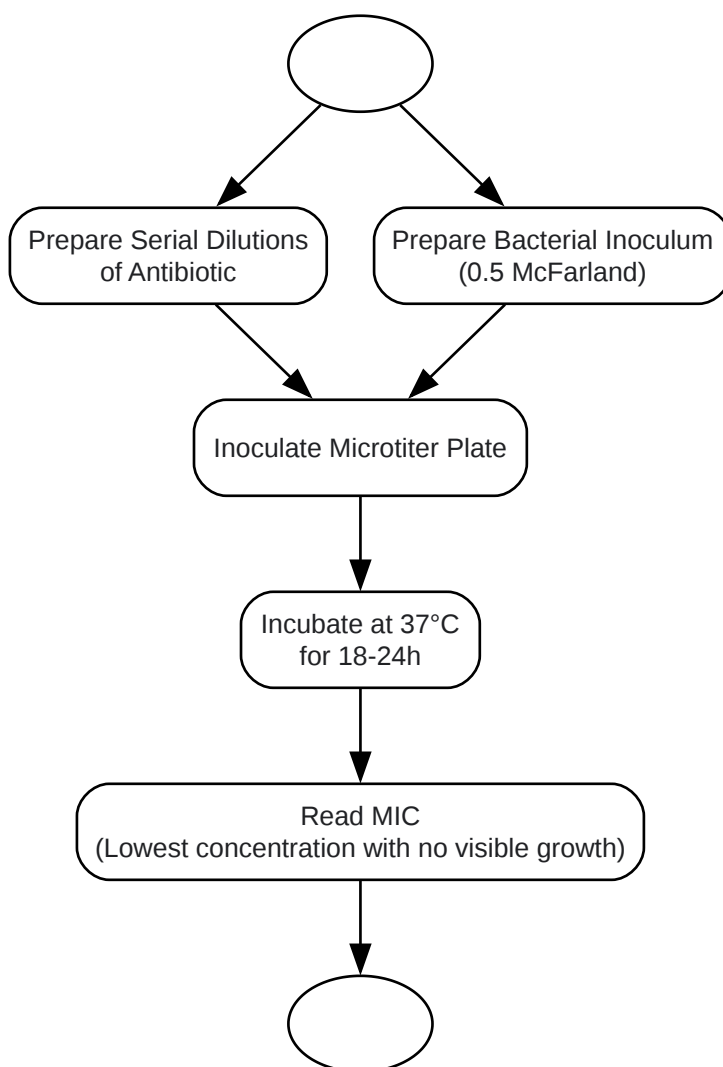 Prepare Serial Dilutions
of Antibiotic
Prepare Bacterial Inoculum
(0.5 McFarland)
Inoculate Microtiter Plate
Incubate at 37°C
for 18-24h
Read MIC
(Lowest concentration with no visible growth)